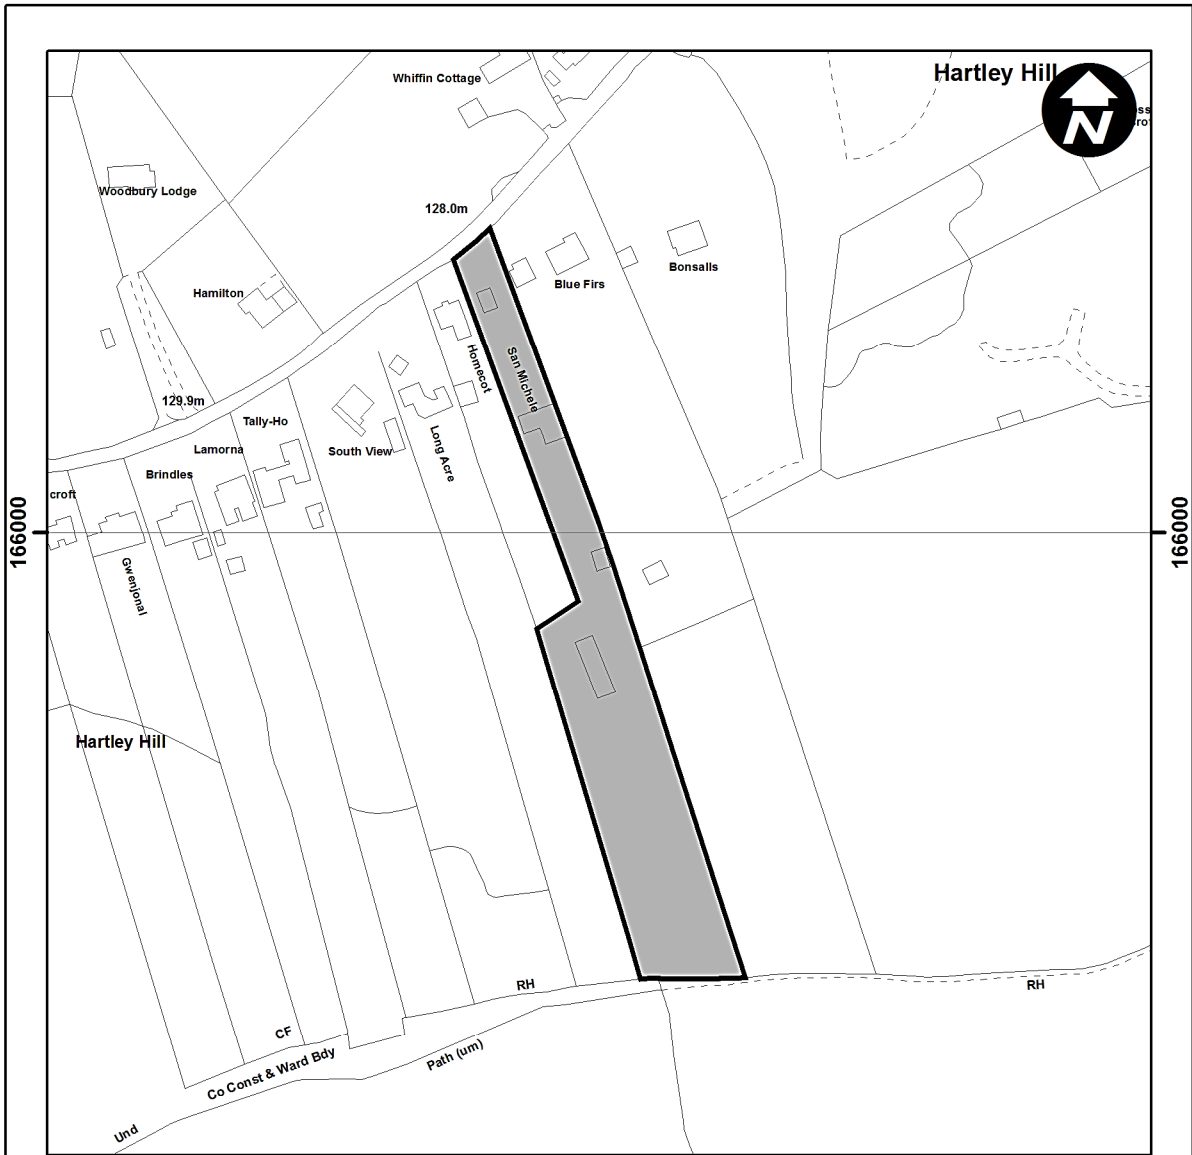 Hartley Hill
N
Whiffin Cottage
Woodbury Lodge
128.0m
Hamilton
Blue Firs
Bonsalls
Homecot
San Michele
129.9m
Tally-Ho
Lamorna
South View
Long Acre
Brindles
croft
166000
166000
Gwenjonal
Hartley Hill
RH
RH
CF
Co Const & Ward Bdy
Path (um)
Und